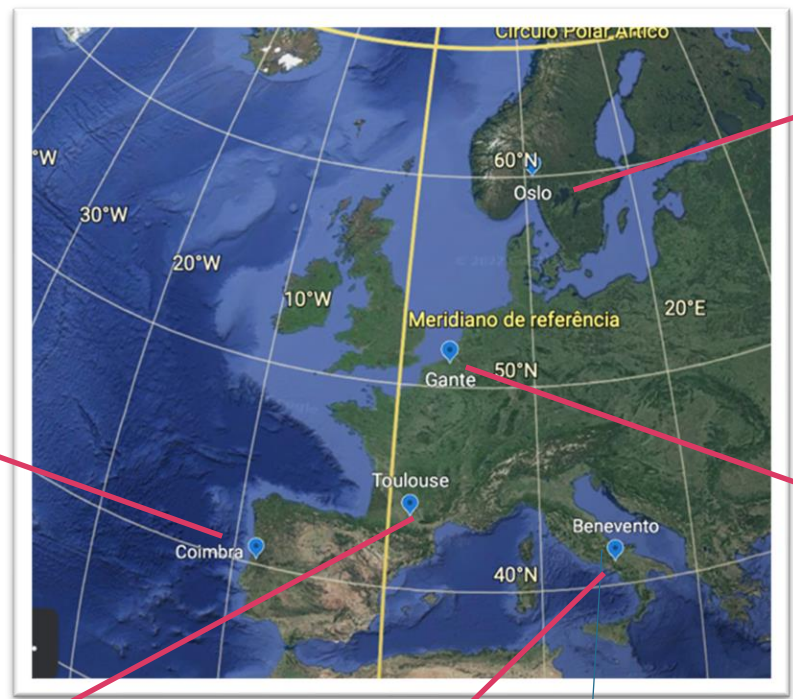 Círculo Polar Ártico
°W
60°N
Oslo
30°W
20°W
10°W
20°E
Meridiano de referência
50°N
Gante
Toulouse
Benevento
Coimbra
40°N